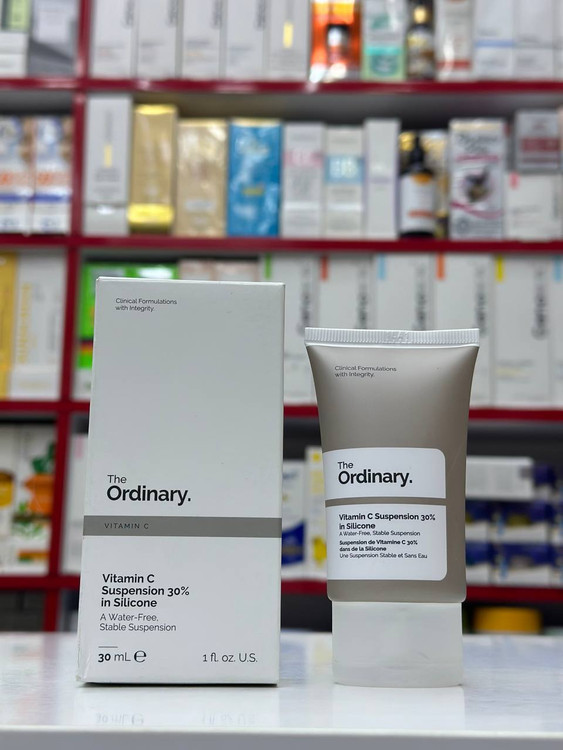 Clinical Formulations
with Integrity.
The
Ordinary.
VITAMIN C
Vitamin C
Suspension 30%
in Silicone
A Water-Free,
Stable Suspension
30 mL e
1 fl. oz. U.S.
Clinical Formulations
with Integrity.
The
Ordinary.
Vitamin C Suspension 30%
in Silicone
A Water-Free, Stable Suspension
Suspension de Vitamine C 30%
dans de la Silicone
Une Suspension Stable et Sans Eau